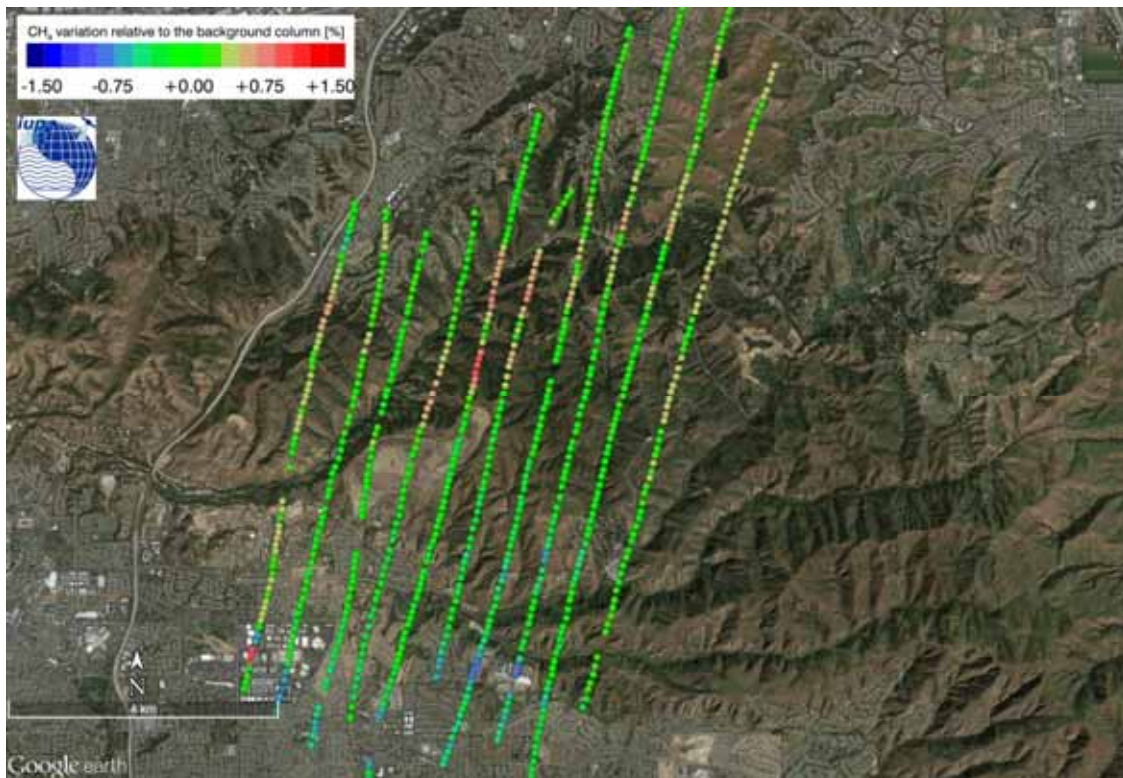 CH₄ variation relative to the background column [%]
-1.50 -0.75 +0.00 +0.75 +1.50
iup
N
4 km
Google earth